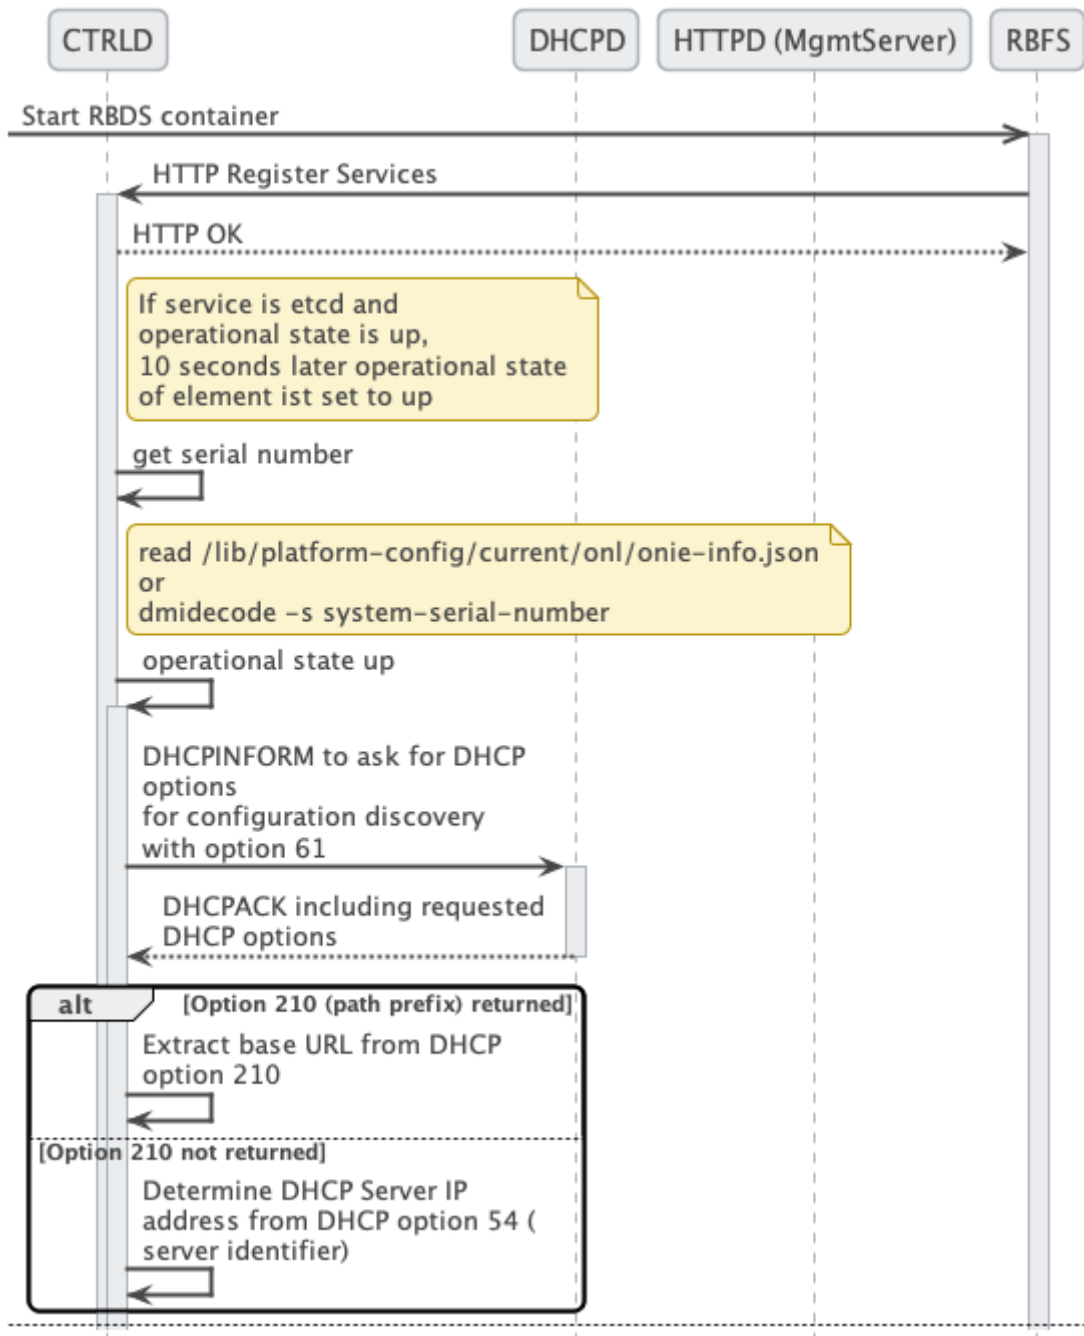 CTRLD
DHCPD
HTTPD (MgmtServer)
RBFS
Start RBDS container
HTTP Register Services
HTTP OK
If service is etcd and
operational state is up,
10 seconds later operational state
of element ist set to up
get serial number
read /lib/platform-config/current/onl/onie-info.json
or
dmidecode -s system-serial-number
operational state up
DHCPINFORM to ask for DHCP
options
for configuration discovery
with option 61
DHCPACK including requested
DHCP options
alt
[Option 210 (path prefix) returned]
Extract base URL from DHCP
option 210
[Option 210 not returned]
Determine DHCP Server IP
address from DHCP option 54 (
server identifier)